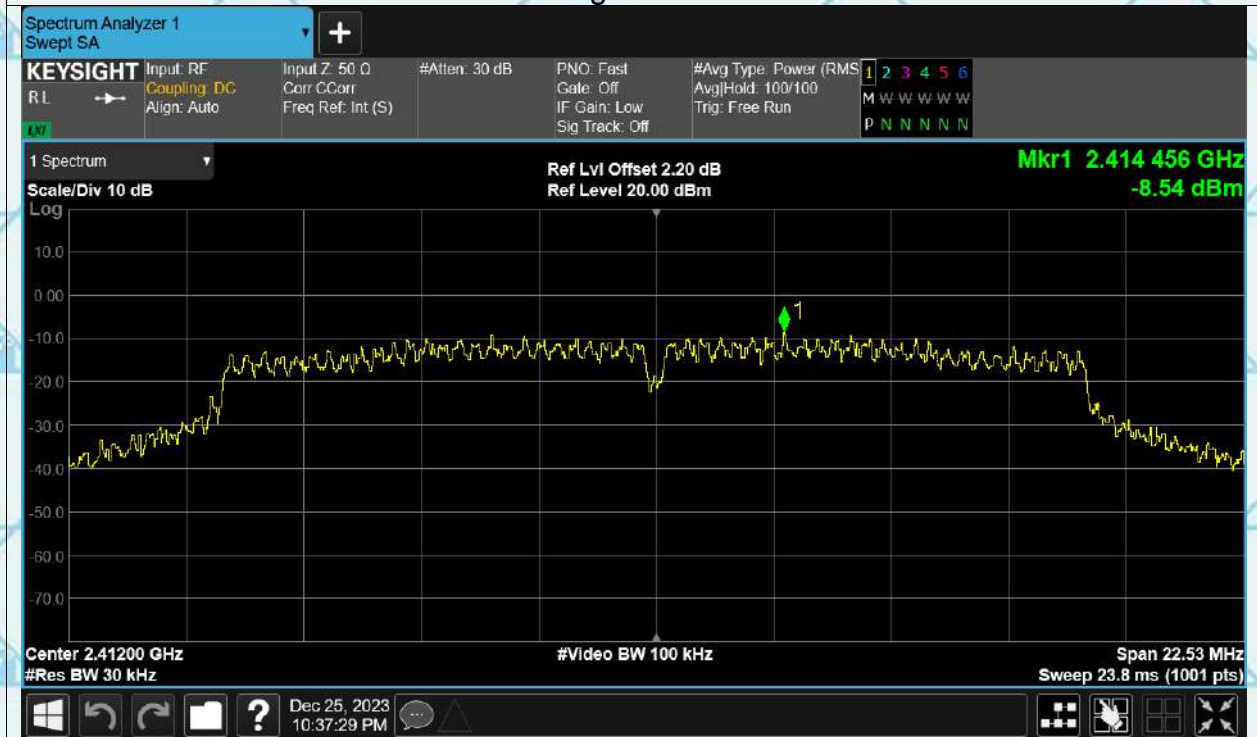 Spectrum Analyzer 1
Swept SA
+
KEYSIGHT
RL
LXI
Input: RF
Coupling: DC
Align: Auto
Input Z: 50 Ω
Corr CCorr
Freq Ref: Int (S)
#Atten: 30 dB
PNO: Fast
Gate: Off
IF Gain: Low
Sig Track: Off
#Avg Type: Power (RMS
Avg|Hold: 100/100
Trig: Free Run
1 2 3 4 5 6
M W W W W W
P N N N N N
1 Spectrum
Scale/Div 10 dB
Ref Lvl Offset 2.20 dB
Ref Level 20.00 dBm
Mkr1 2.414 456 GHz
-8.54 dBm
Log
10.0
0.00
-10.0
-20.0
-30.0
-40.0
-50.0
-60.0
-70.0
1
Center 2.41200 GHz
#Res BW 30 kHz
#Video BW 100 kHz
Span 22.53 MHz
Sweep 23.8 ms (1001 pts)
?
Dec 25, 2023
10:37:29 PM